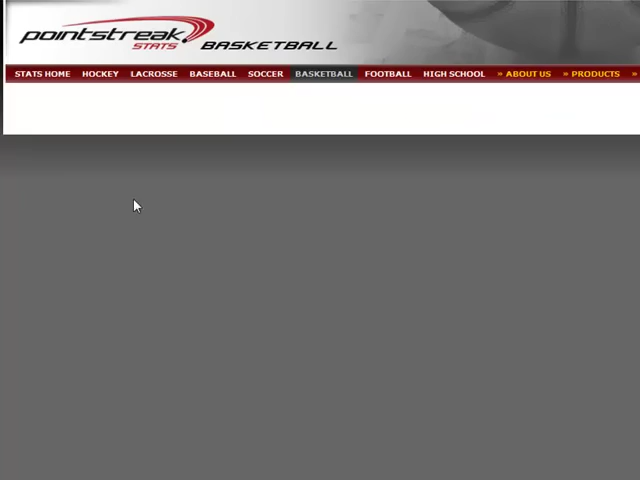 pointstreak
STATS BASKETBALL
STATS HOME HOCKEY LACROSSE BASEBALL SOCCER BASKETBALL FOOTBALL HIGH SCHOOL » ABOUT US » PRODUCTS »